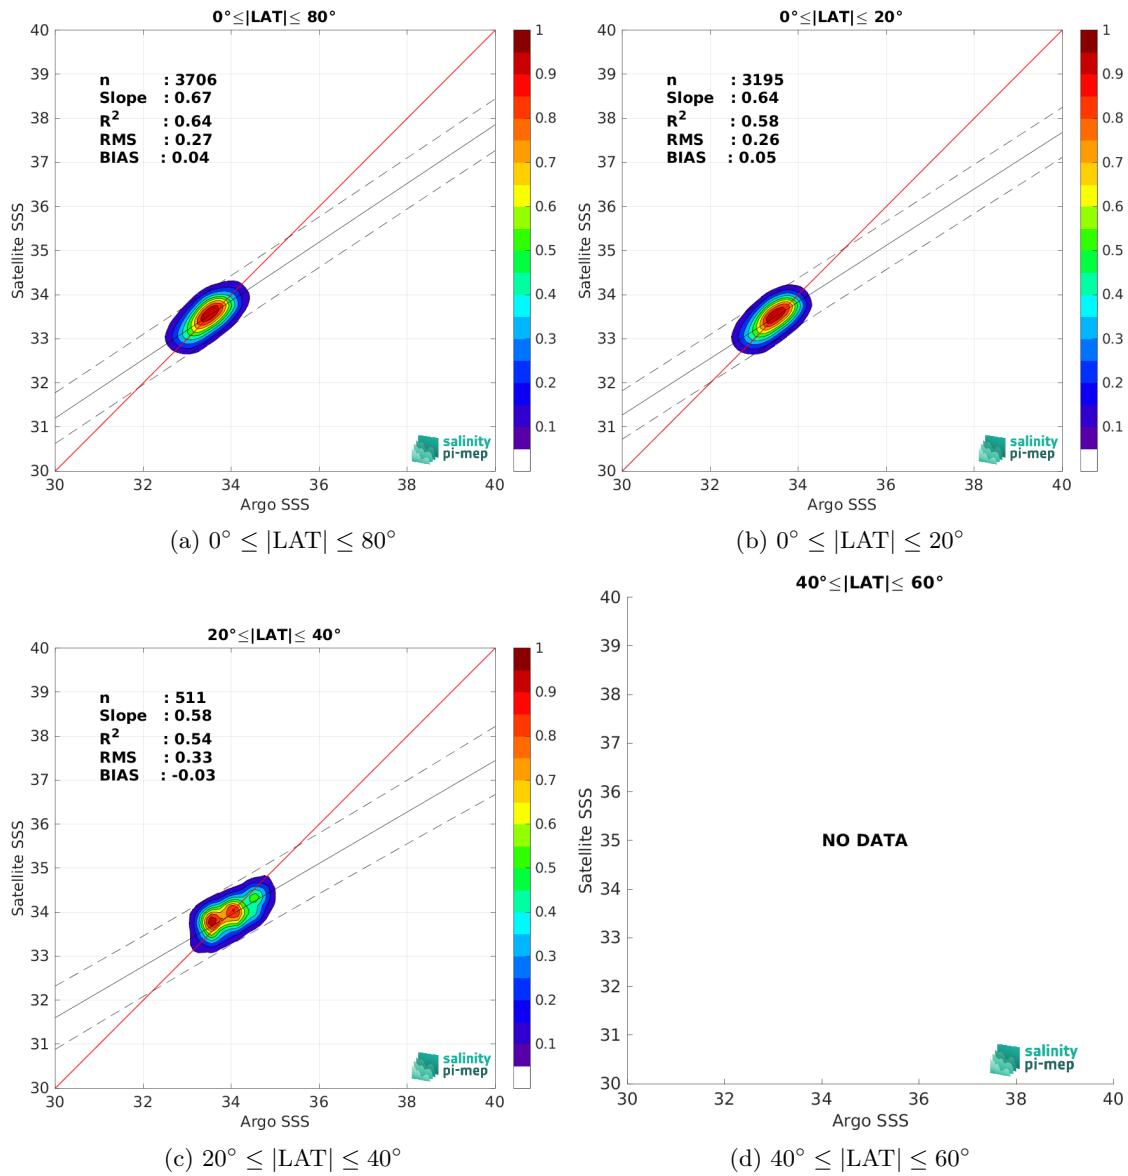 0°≤|LAT|≤ 80°
n : 3706
Slope : 0.67
R² : 0.64
RMS : 0.27
BIAS : 0.04
40
39
38
37
36
35
34
33
32
31
30
Satellite SSS
30 32 34 36 38 40
Argo SSS
1
0.9
0.8
0.7
0.6
0.5
0.4
0.3
0.2
0.1
salinity
pi-mep
(a) 0° ≤ |LAT| ≤ 80°
0°≤|LAT|≤ 20°
n : 3195
Slope : 0.64
R² : 0.58
RMS : 0.26
BIAS : 0.05
40
39
38
37
36
35
34
33
32
31
30
Satellite SSS
30 32 34 36 38 40
Argo SSS
1
0.9
0.8
0.7
0.6
0.5
0.4
0.3
0.2
0.1
salinity
pi-mep
(b) 0° ≤ |LAT| ≤ 20°
20°≤|LAT|≤ 40°
n : 511
Slope : 0.58
R² : 0.54
RMS : 0.33
BIAS : -0.03
40
39
38
37
36
35
34
33
32
31
30
Satellite SSS
30 32 34 36 38 40
Argo SSS
1
0.9
0.8
0.7
0.6
0.5
0.4
0.3
0.2
0.1
salinity
pi-mep
(c) 20° ≤ |LAT| ≤ 40°
40°≤|LAT|≤ 60°
40
39
38
37
36
35
34
33
32
31
30
Satellite SSS
NO DATA
30 32 34 36 38 40
Argo SSS
salinity
pi-mep
(d) 40° ≤ |LAT| ≤ 60°